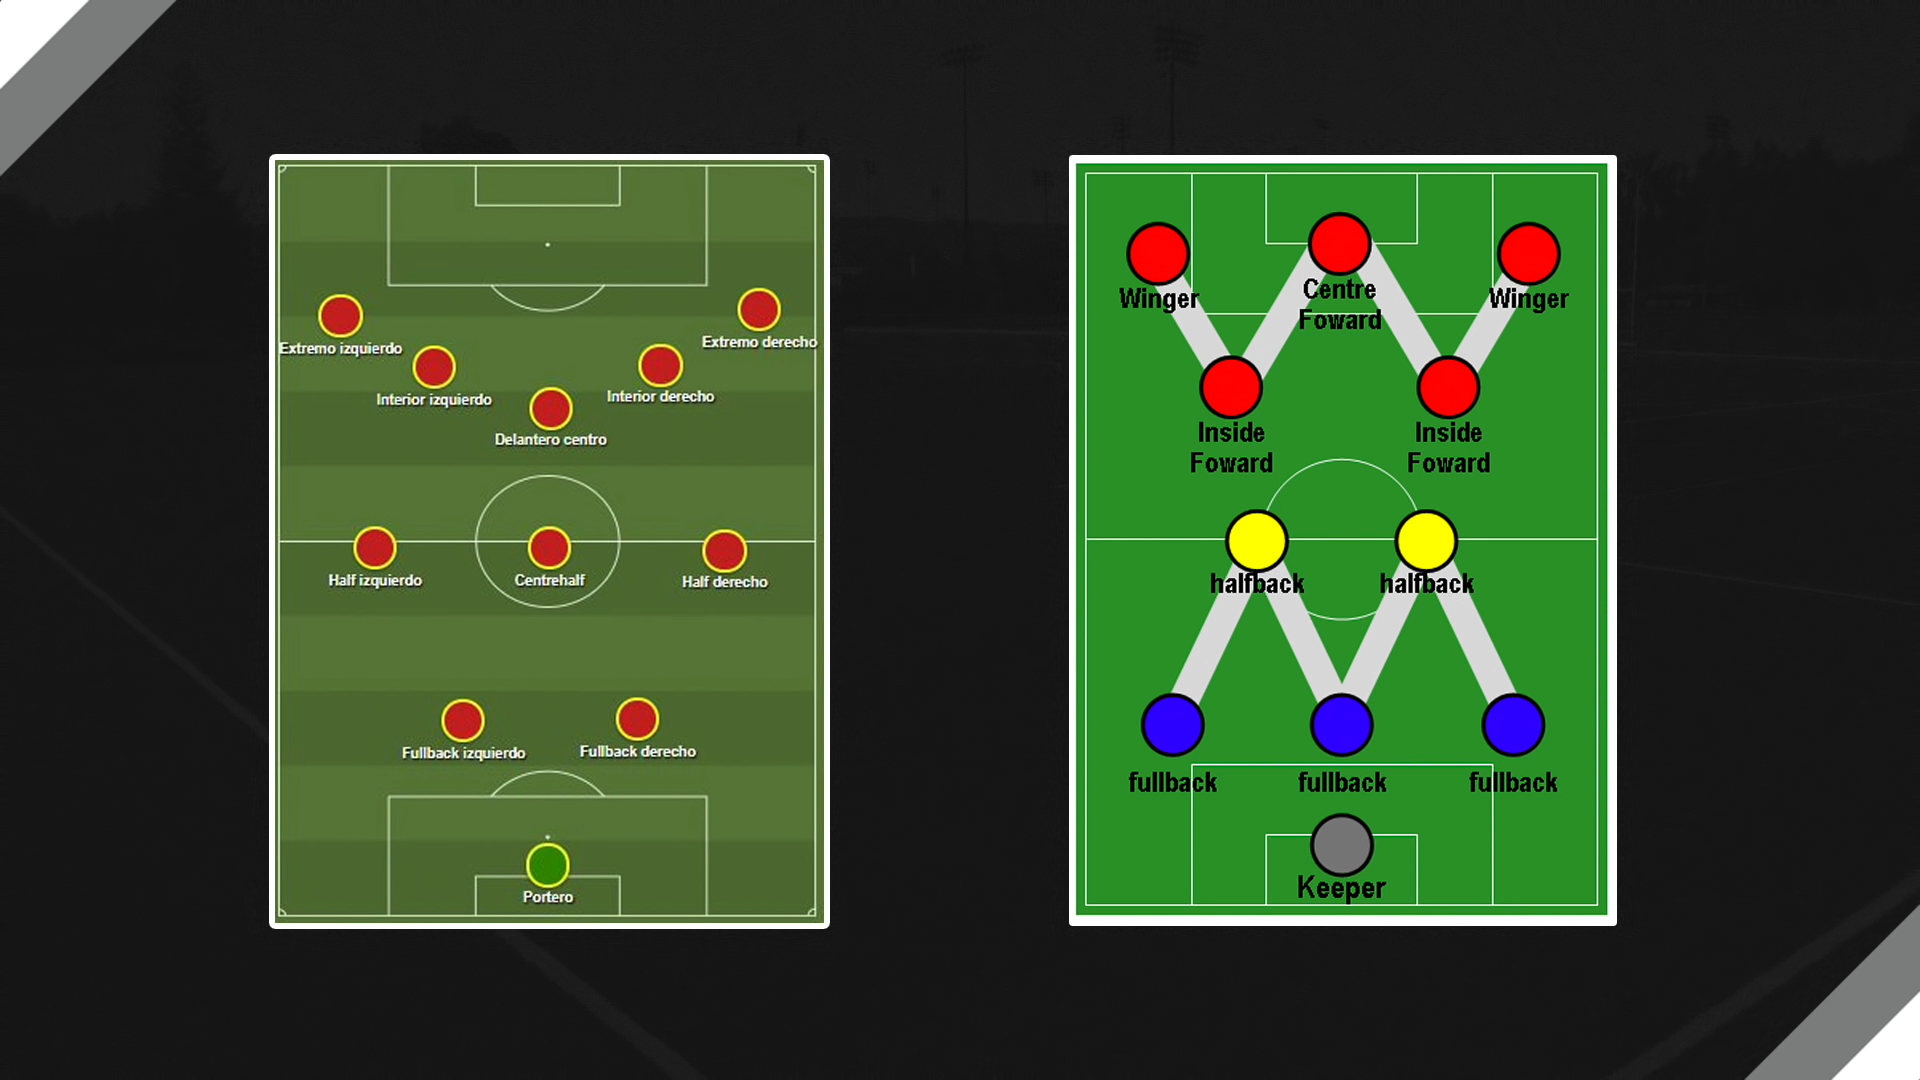 Extremo izquierdo
Extremo derecho
Interior izquierdo
Interior derecho
Delantero centro
Half izquierdo
Centrehalf
Half derecho
Fullback izquierdo
Fullback derecho
Portero
Winger
Centre
Foward
Winger
Inside
Foward
Inside
Foward
halfback
halfback
fullback
fullback
fullback
Keeper